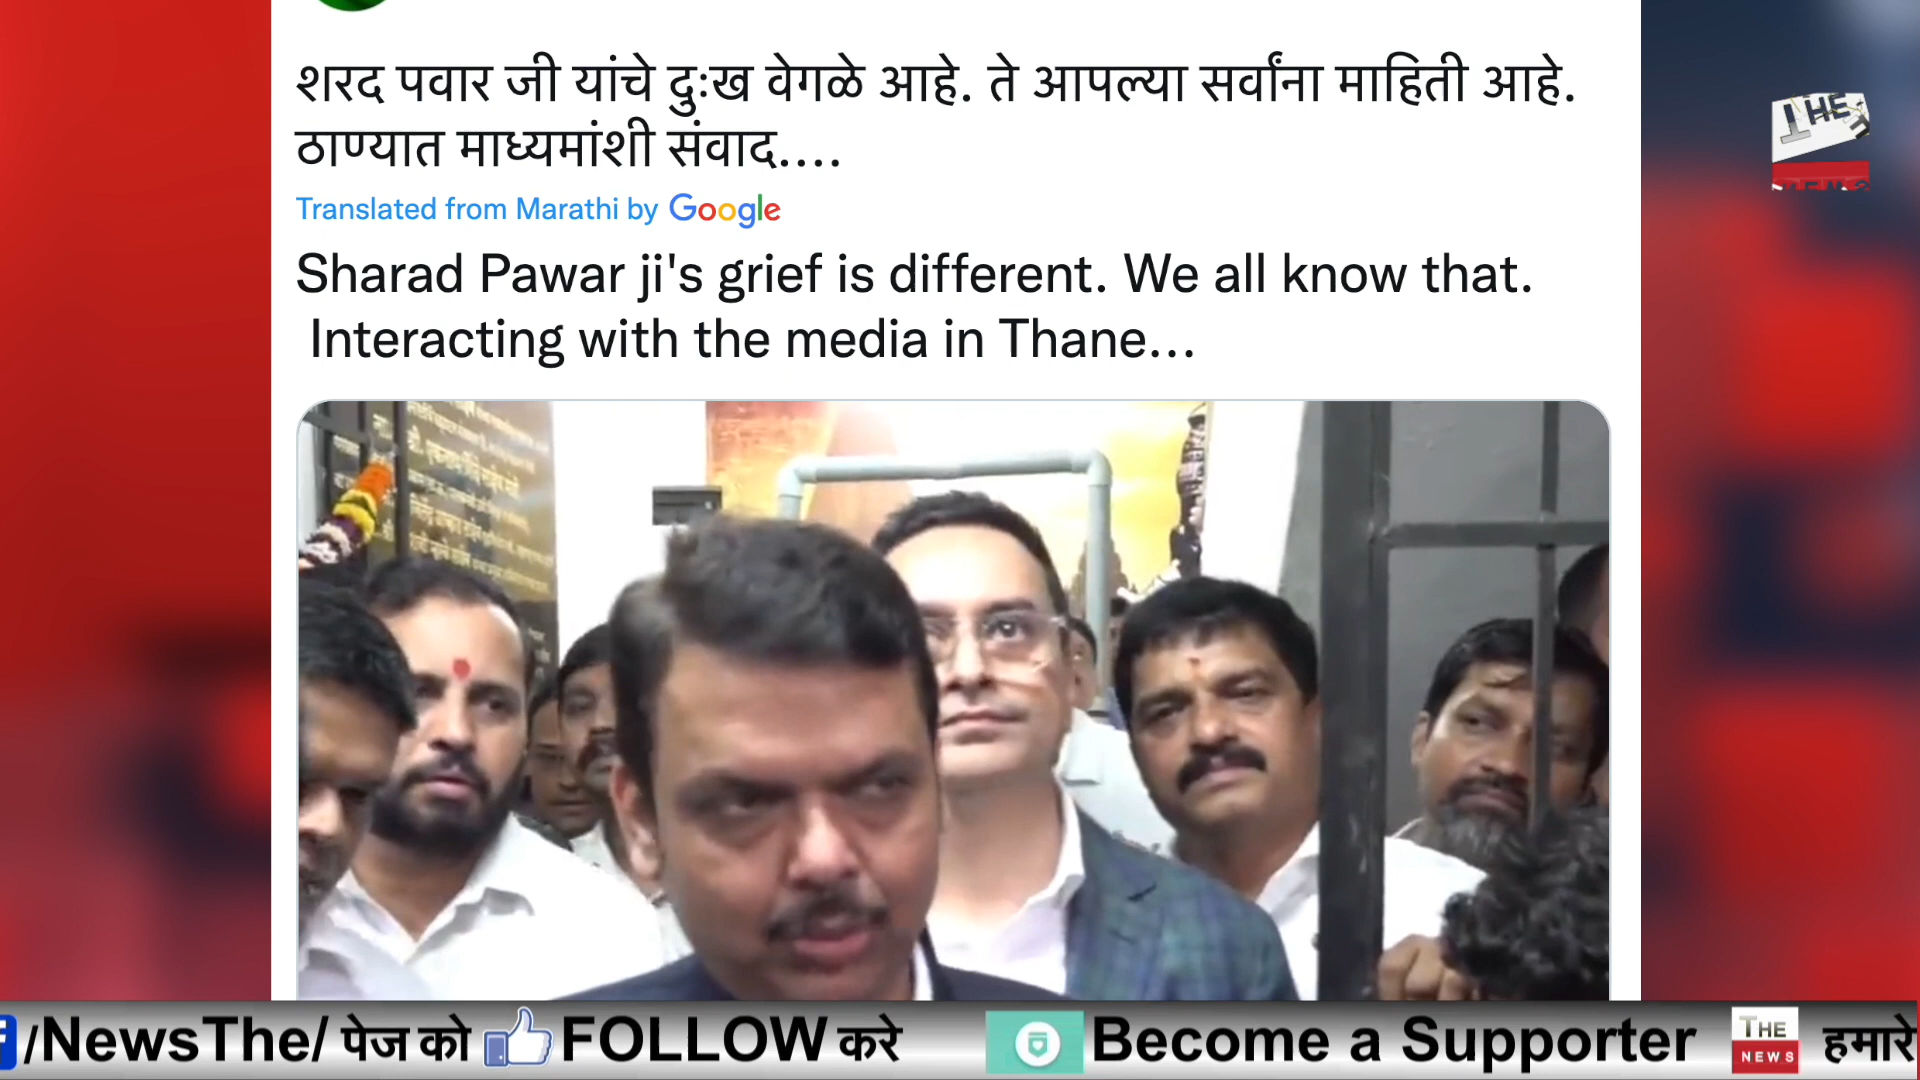 शरद पवार जी यांचे दुःख वेगळे आहे. ते आपल्या सर्वांना माहिती आहे.
ठाण्यात माध्यमांशी संवाद....
Translated from Marathi by Google
Sharad Pawar ji's grief is different. We all know that.
Interacting with the media in Thane...
THE
/NewsThe/ पेज को FOLLOW करे Become a Supporter THE NEWS हमारे